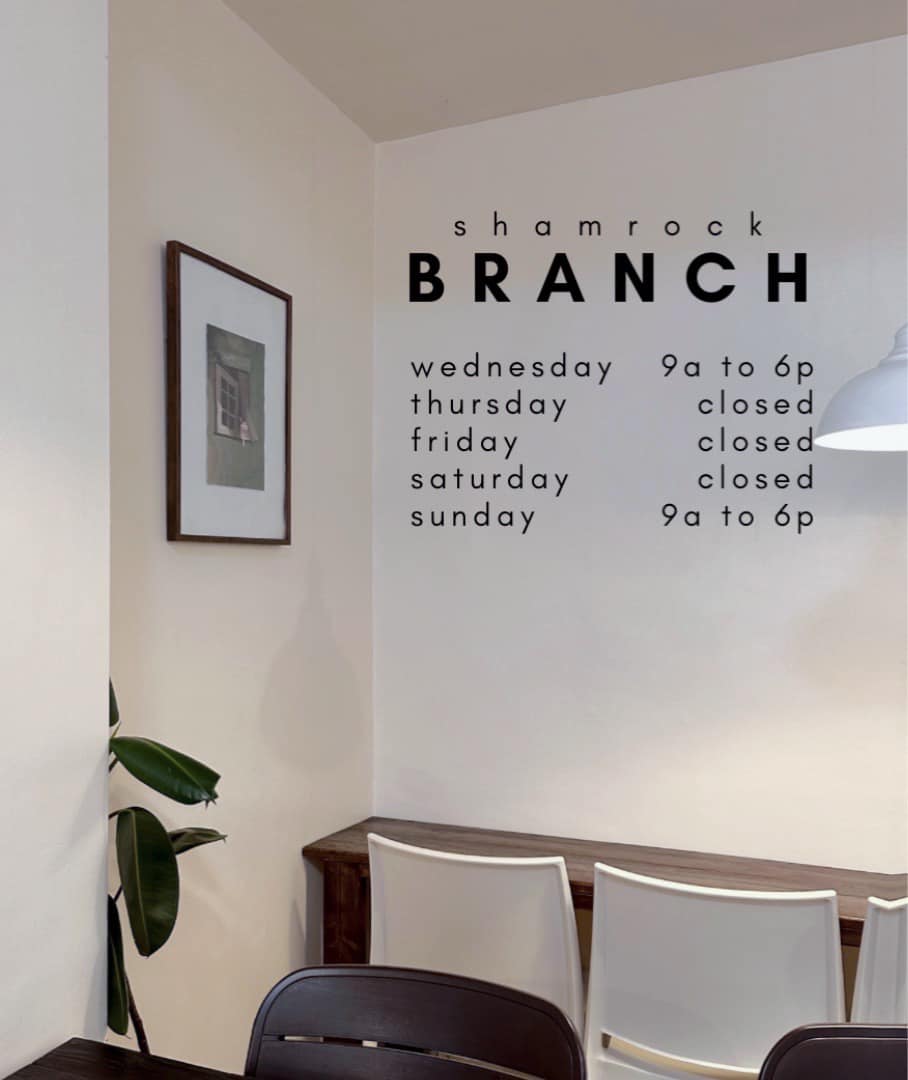 shamrock
BRANCH
wednesday 9a to 6p
thursday closed
friday closed
saturday closed
sunday 9a to 6p